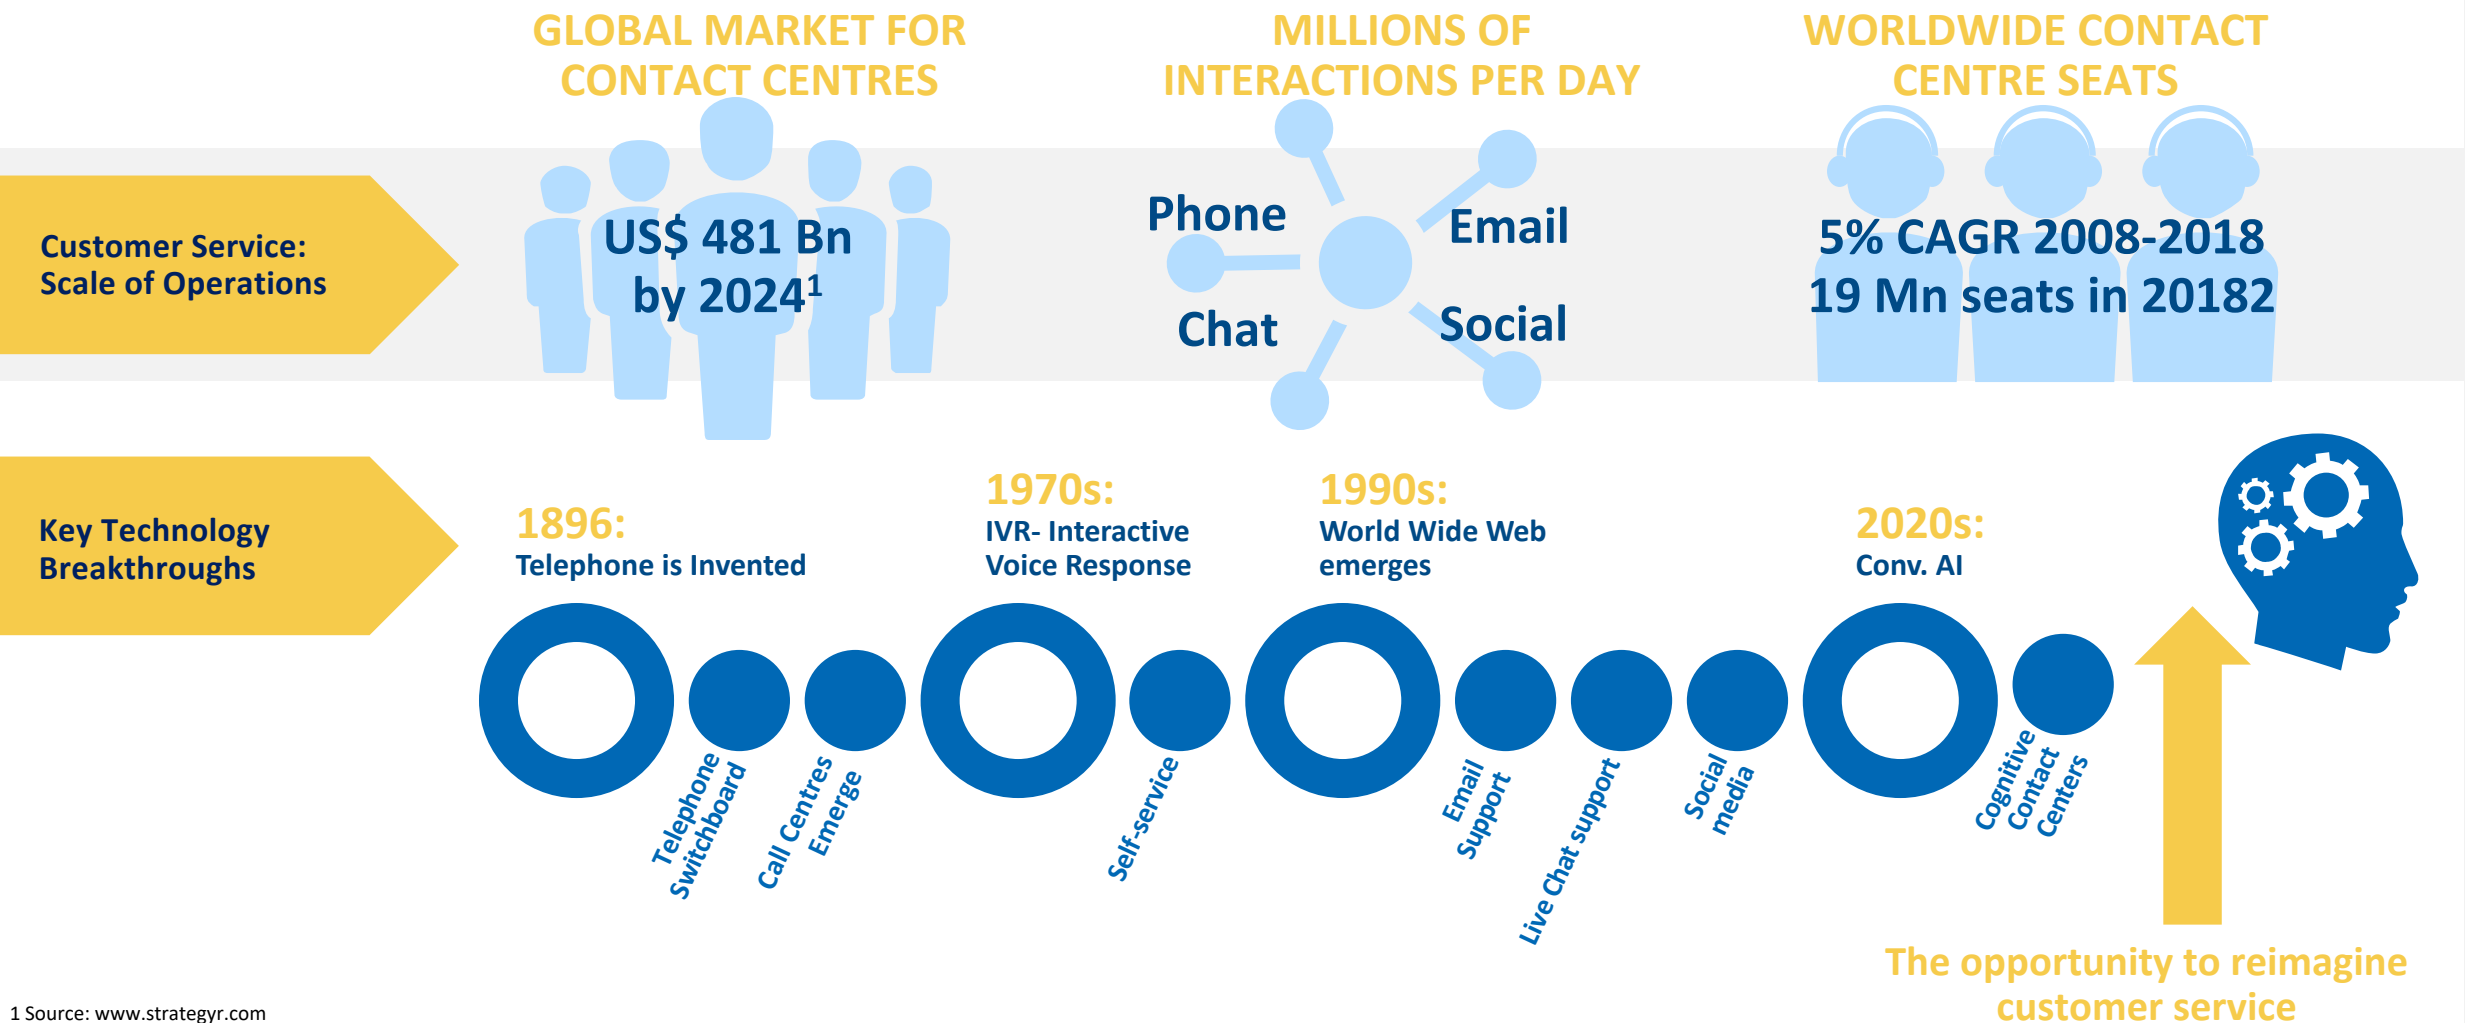 GLOBAL MARKET FOR
CONTACT CENTRES
MILLIONS OF
INTERACTIONS PER DAY
WORLDWIDE CONTACT
CENTRE SEATS
Customer Service:
Scale of Operations
US$ 481 Bn
by 2024¹
Phone
Email
Chat
Social
5% CAGR 2008-2018
19 Mn seats in 20182
Key Technology
Breakthroughs
1896:
Telephone is Invented
1970s:
IVR- Interactive
Voice Response
1990s:
World Wide Web
emerges
2020s:
Conv. AI
Telephone
Switchboard
Call Centres
Emerge
Self-service
Email
Support
Live Chat support
Social
media
Cognitive
Contact
Centers
The opportunity to reimagine
customer service
1 Source: www.strategyr.com